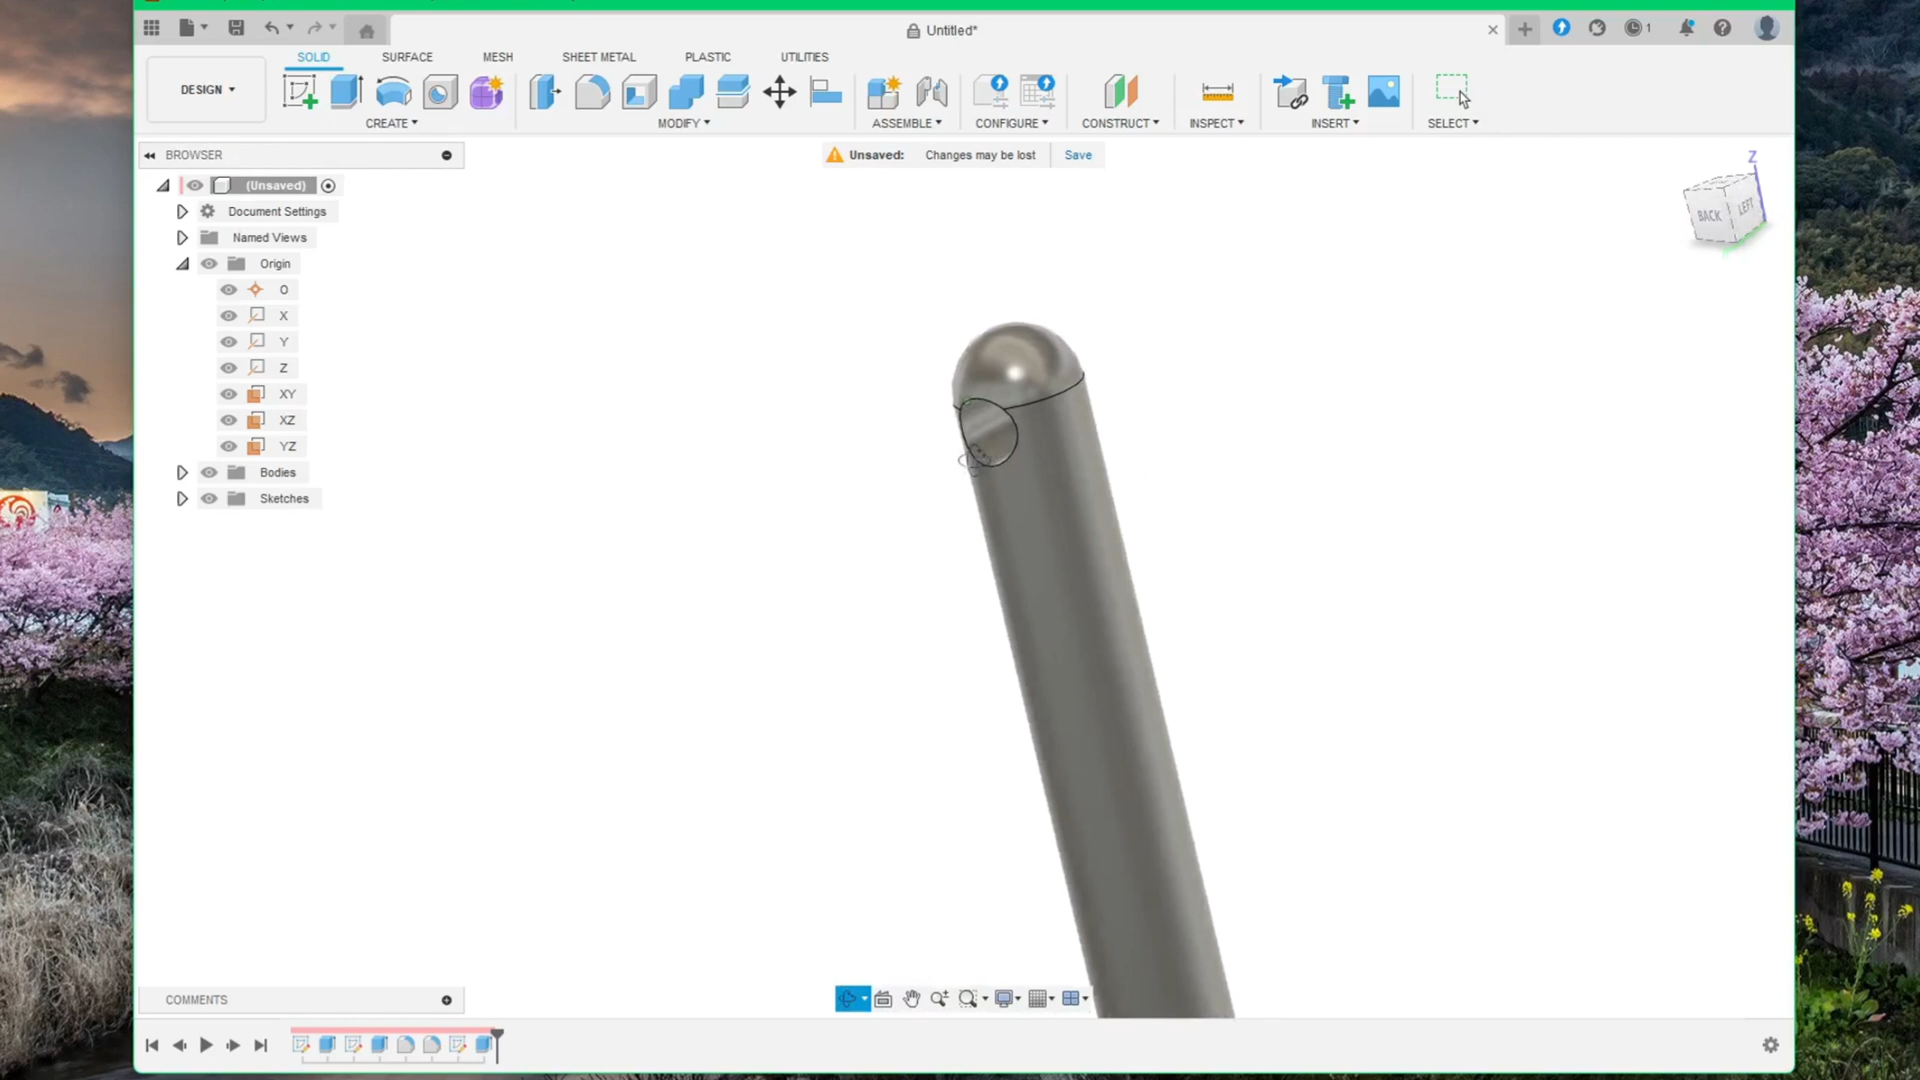 Untitled*
1
SOLID
SURFACE
MESH
SHEET METAL
PLASTIC
UTILITIES
DESIGN
CREATE
MODIFY
ASSEMBLE
CONFIGURE
CONSTRUCT
INSPECT
INSERT
SELECT
BROWSER
Unsaved:
Changes may be lost
Save
Z
BACK
LEFT
(Unsaved)
Document Settings
Named Views
Origin
O
X
Y
Z
XY
XZ
YZ
Bodies
Sketches
COMMENTS